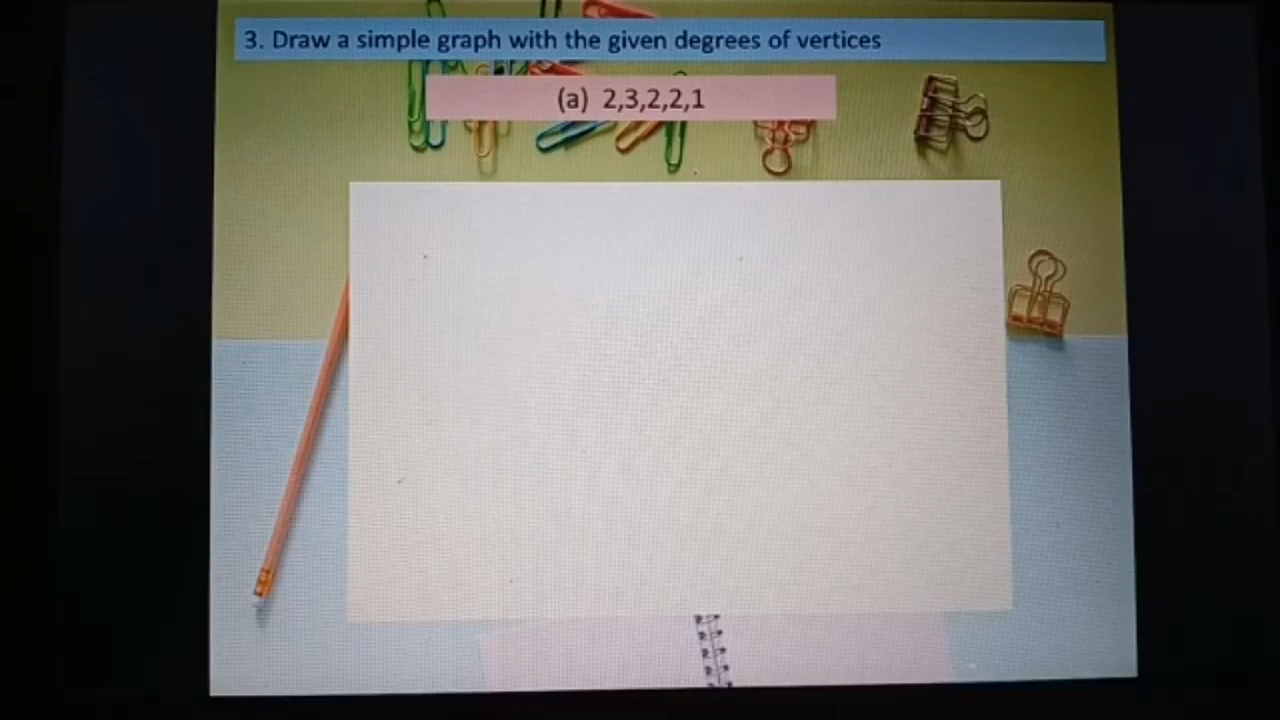 3. Draw a simple graph with the given degrees of vertices
(a) 2,3,2,2,1